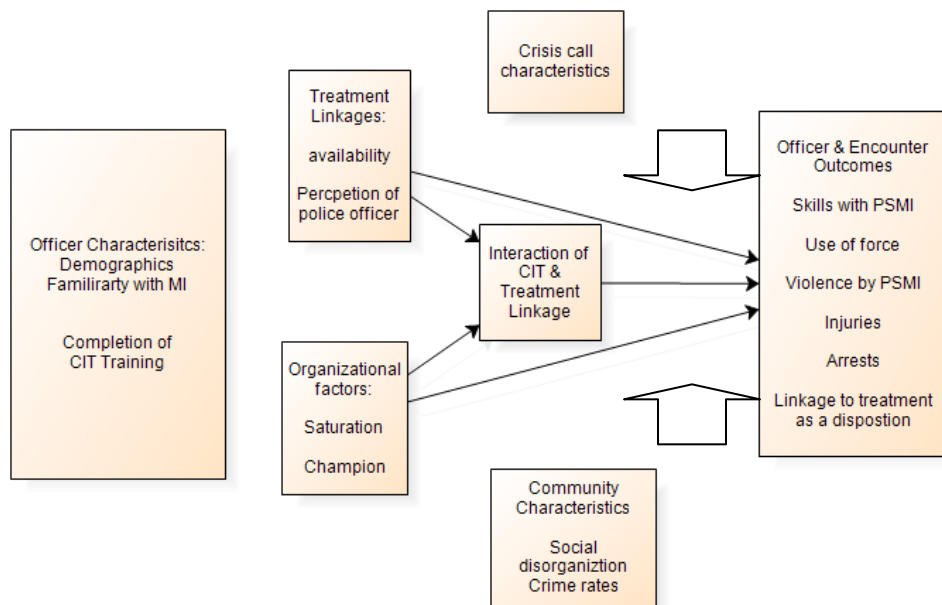 Officer Characterisitcs:
Demographics
Familirarty with MI
Completion of
CIT Training
Treatment
Linkages:
availability
Percpetion of
police officer
Organizational
factors:
Saturation
Champion
Crisis call
characteristics
Interaction of
CIT &
Treatment
Linkage
Community
Characteristics
Social
disorganiztion
Crime rates
Officer & Encounter
Outcomes
Skills with PSMI
Use of force
Violence by PSMI
Injuries
Arrests
Linkage to treatment
as a dispostion